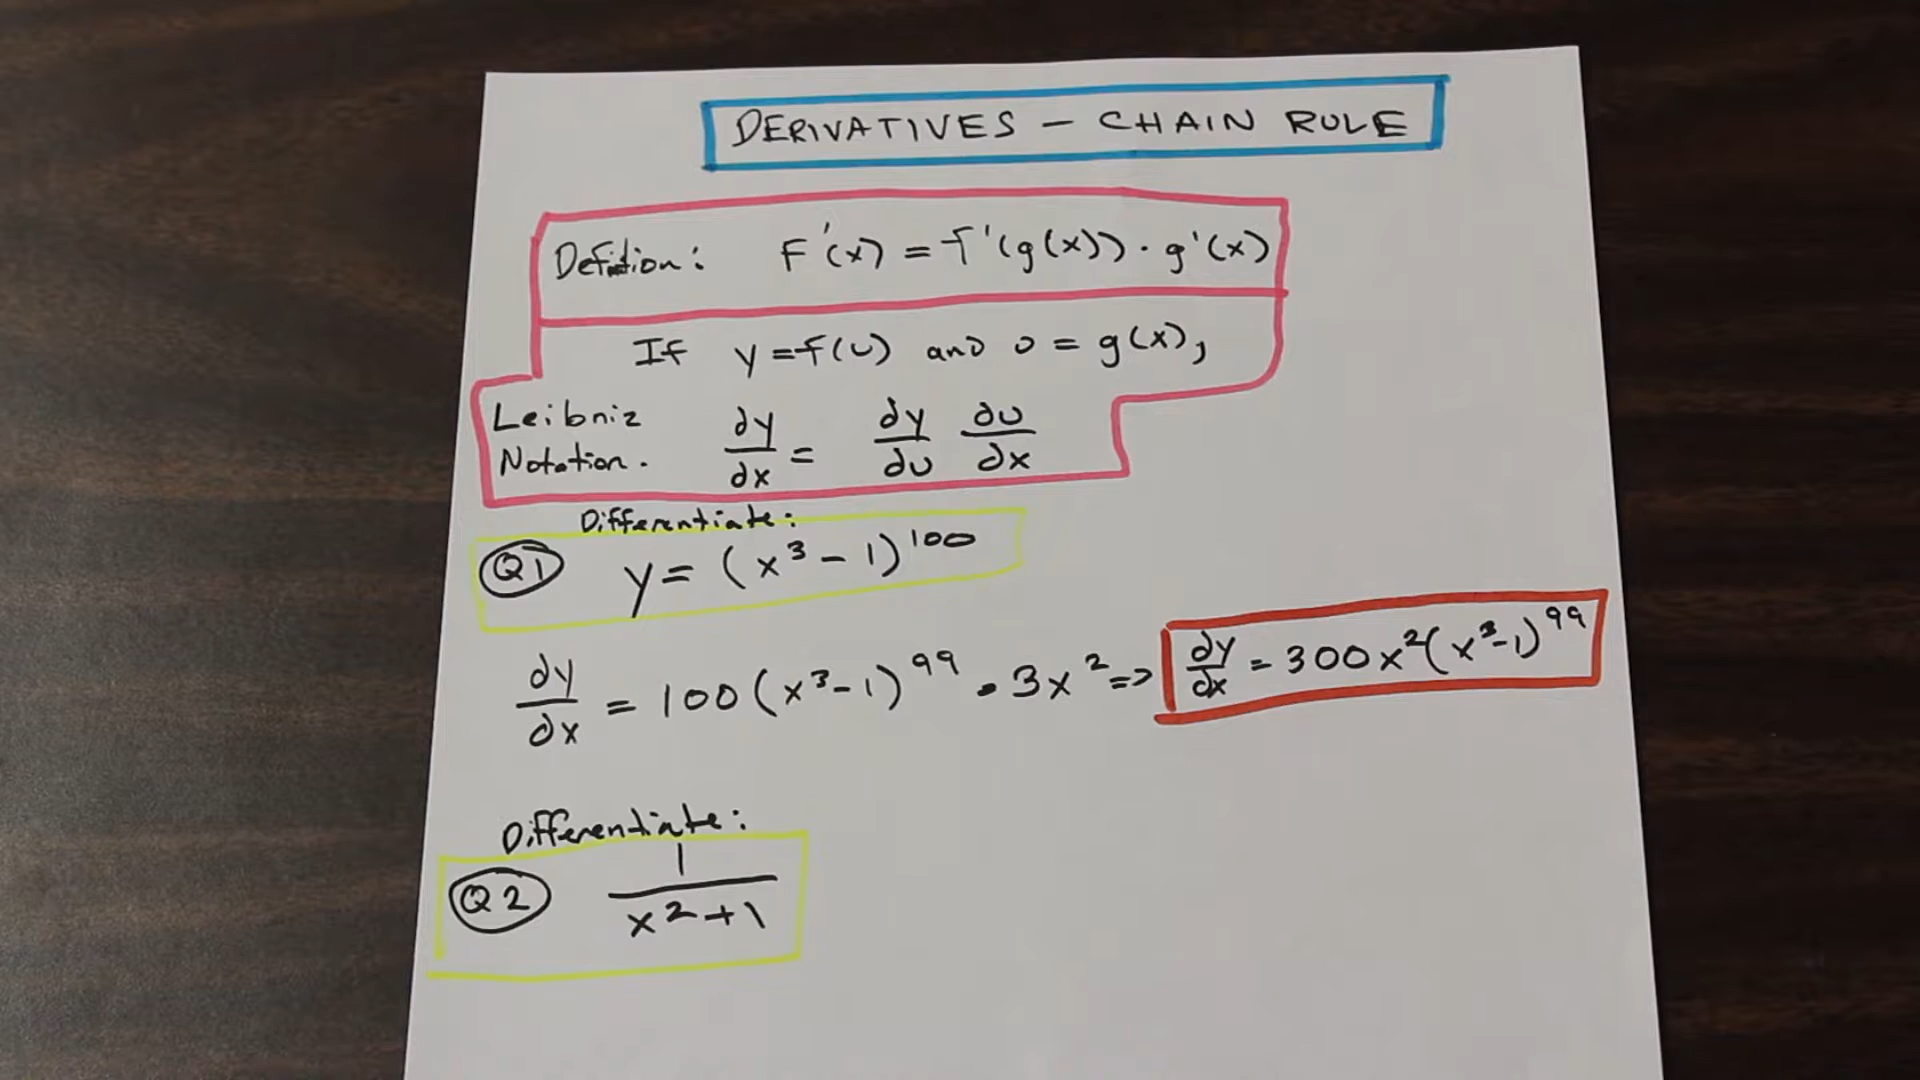 DERIVATIVES - CHAIN RULE
Defintion: F'(x) = f'(g(x)) · g'(x)
If y=f(u) and u = g(x),
Leibniz Notation. dy/dx = dy/du du/dx
Differentiate:
Q1 y = (x³ - 1)¹⁰⁰
dy/dx = 100(x³-1)⁹⁹ · 3x² => dy/dx = 300x²(x³-1)⁹⁹
Differentiate:
Q2 1/(x²+1)